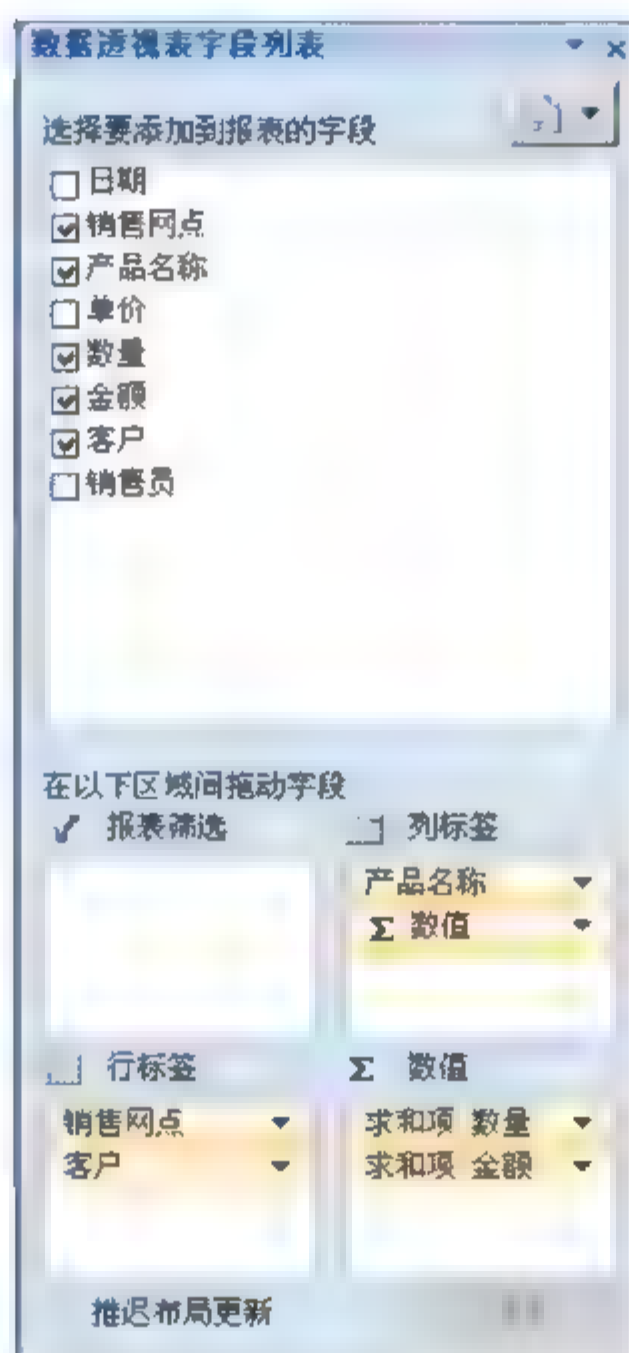 数据透视表字段列表
选择要添加到报表的字段
日期
销售网点
产品名称
单价
数量
金额
客户
销售员
在以下区域间拖动字段
报表筛选
列标签
产品名称
Σ 数值
行标签
Σ 数值
销售网点
客户
求和项 数量
求和项 金额
推迟布局更新